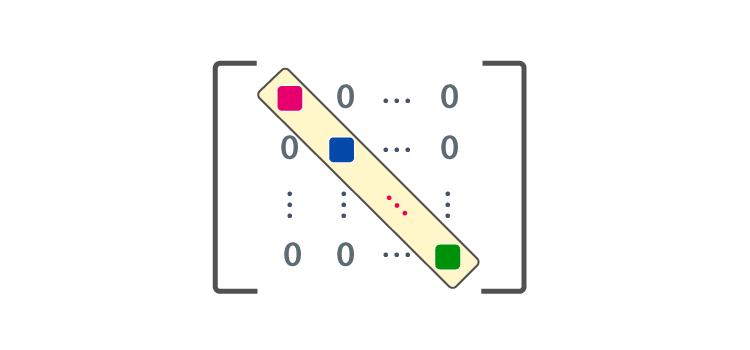 0 ⋯ 0
0 ⋯ 0
⋮ ⋮ ⋱ ⋮
0 0 ⋯